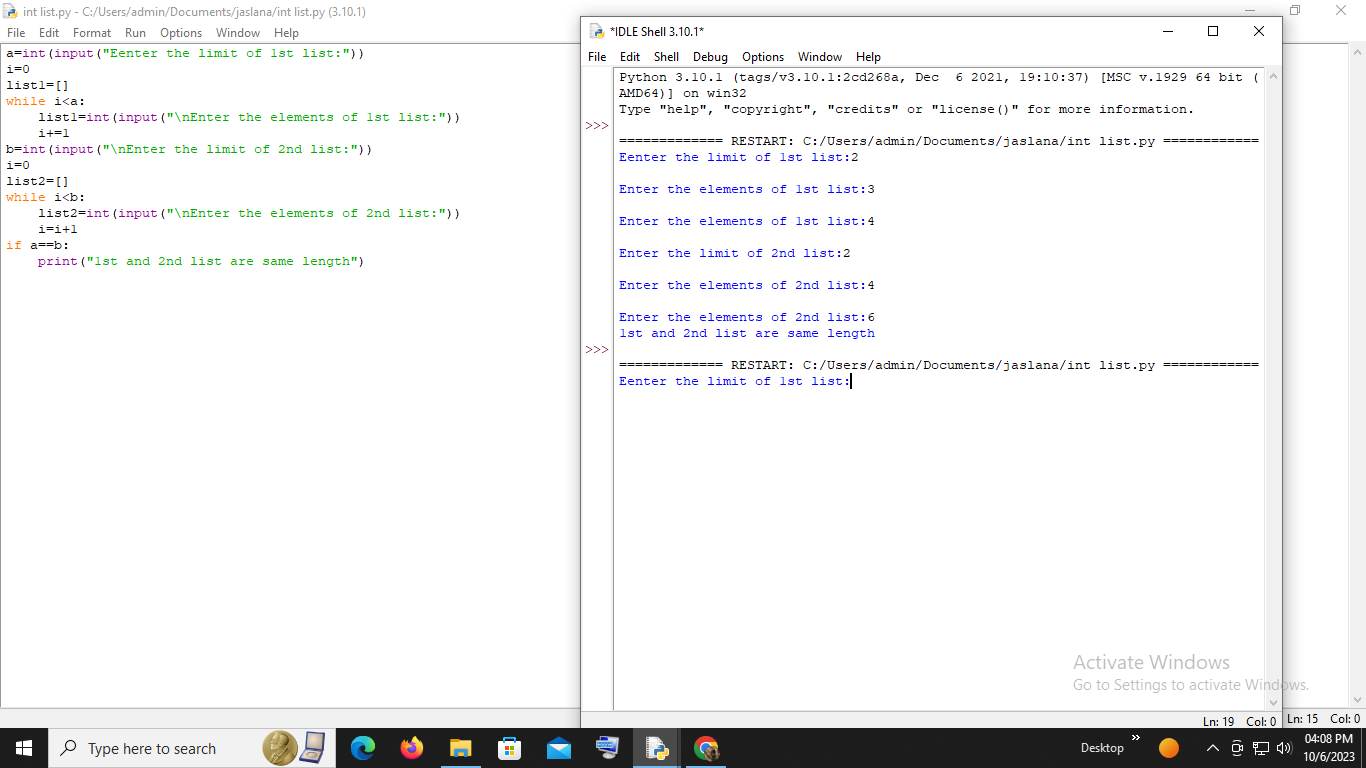 int list.py - C:/Users/admin/Documents/jaslana/int list.py (3.10.1)
File Edit Format Run Options Window Help
a=int(input("Eenter the limit of 1st list:"))
i=0
list1=[]
while i<a:
    list1=int(input("\nEnter the elements of 1st list:"))
    i+=1
b=int(input("\nEnter the limit of 2nd list:"))
i=0
list2=[]
while i<b:
    list2=int(input("\nEnter the elements of 2nd list:"))
    i=i+1
if a==b:
    print("1st and 2nd list are same length")
*IDLE Shell 3.10.1*
File Edit Shell Debug Options Window Help
Python 3.10.1 (tags/v3.10.1:2cd268a, Dec  6 2021, 19:10:37) [MSC v.1929 64 bit (
AMD64)] on win32
Type "help", "copyright", "credits" or "license()" for more information.
>>>
============= RESTART: C:/Users/admin/Documents/jaslana/int list.py ============
Eenter the limit of 1st list:2
Enter the elements of 1st list:3
Enter the elements of 1st list:4
Enter the limit of 2nd list:2
Enter the elements of 2nd list:4
Enter the elements of 2nd list:6
1st and 2nd list are same length
>>>
============= RESTART: C:/Users/admin/Documents/jaslana/int list.py ============
Eenter the limit of 1st list:
Activate Windows
Go to Settings to activate Windows.
Ln: 19 Col: 0
Ln: 15 Col: 0
Type here to search
Desktop
04:08 PM
10/6/2023